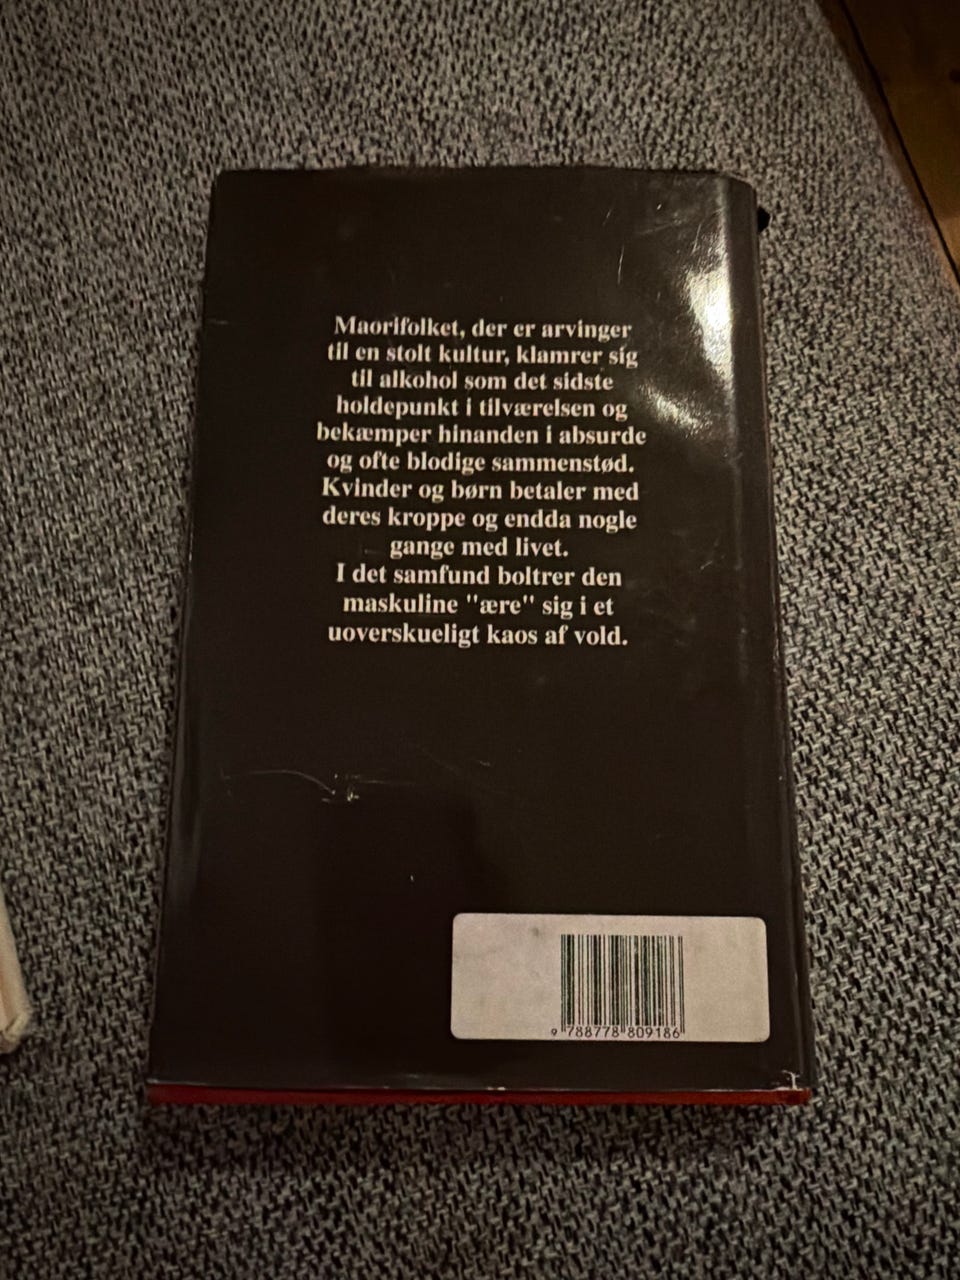 Maorifolket, der er arvinger
til en stolt kultur, klamrer sig
til alkohol som det sidste
holdepunkt i tilværelsen og
bekæmper hinanden i absurde
og ofte blodige sammenstød.
Kvinder og børn betaler med
deres kroppe og endda nogle
gange med livet.
I det samfund boltrer den
maskuline "ære" sig i et
uoverskueligt kaos af vold.
9 788778 809186